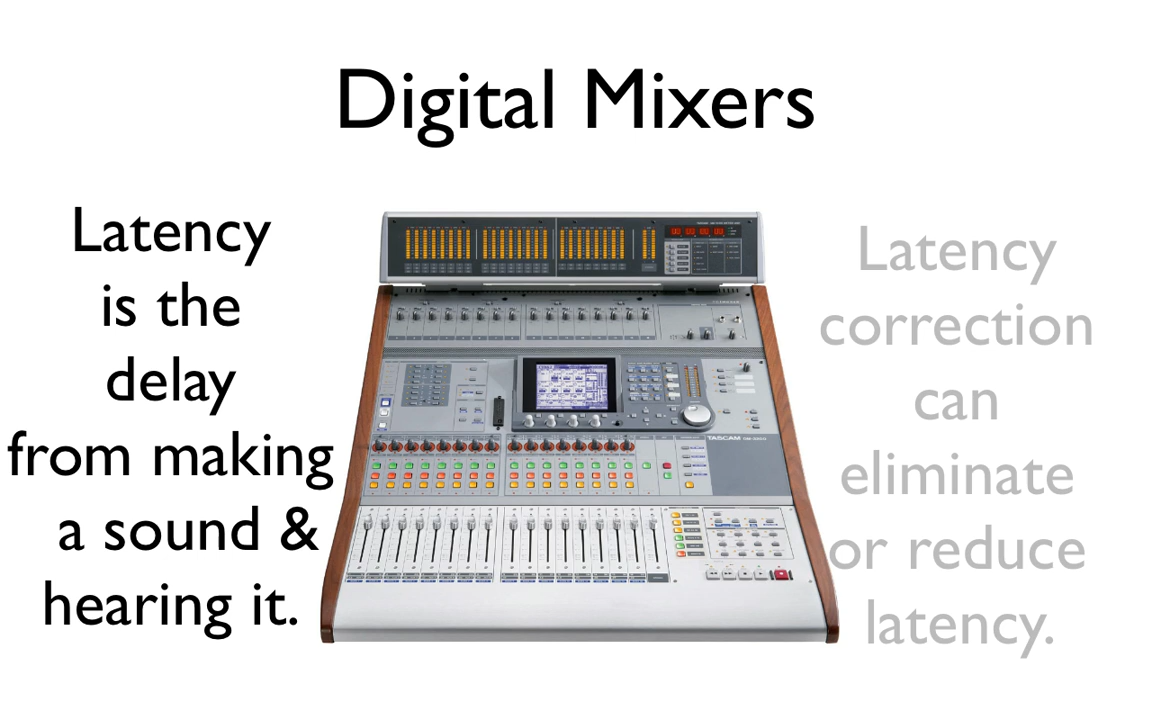 Digital Mixers
Latency
is the
delay
from making
a sound &
hearing it.
TASCAM
Latency
correction
can
eliminate
or reduce
latency.